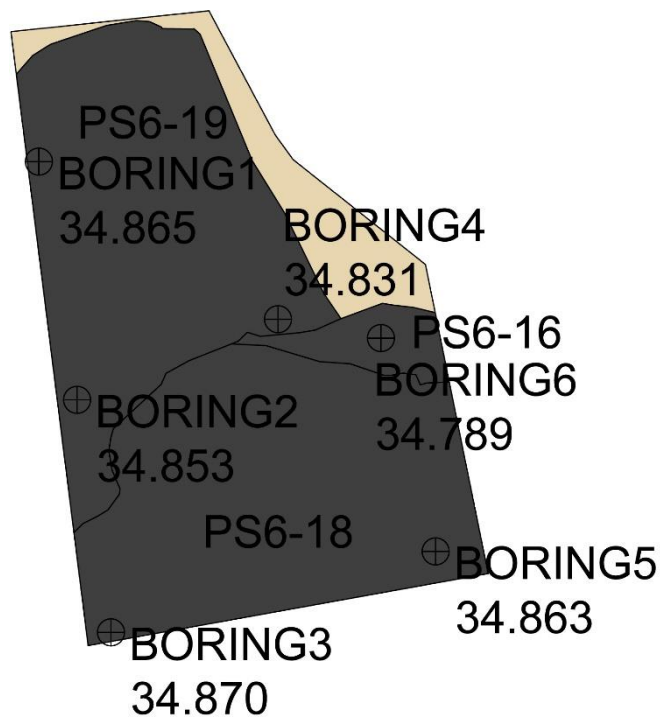 PS6-19
BORING1
34.865
BORING4
34.831
PS6-16
BORING6
34.789
BORING2
34.853
PS6-18
BORING5
34.863
BORING3
34.870